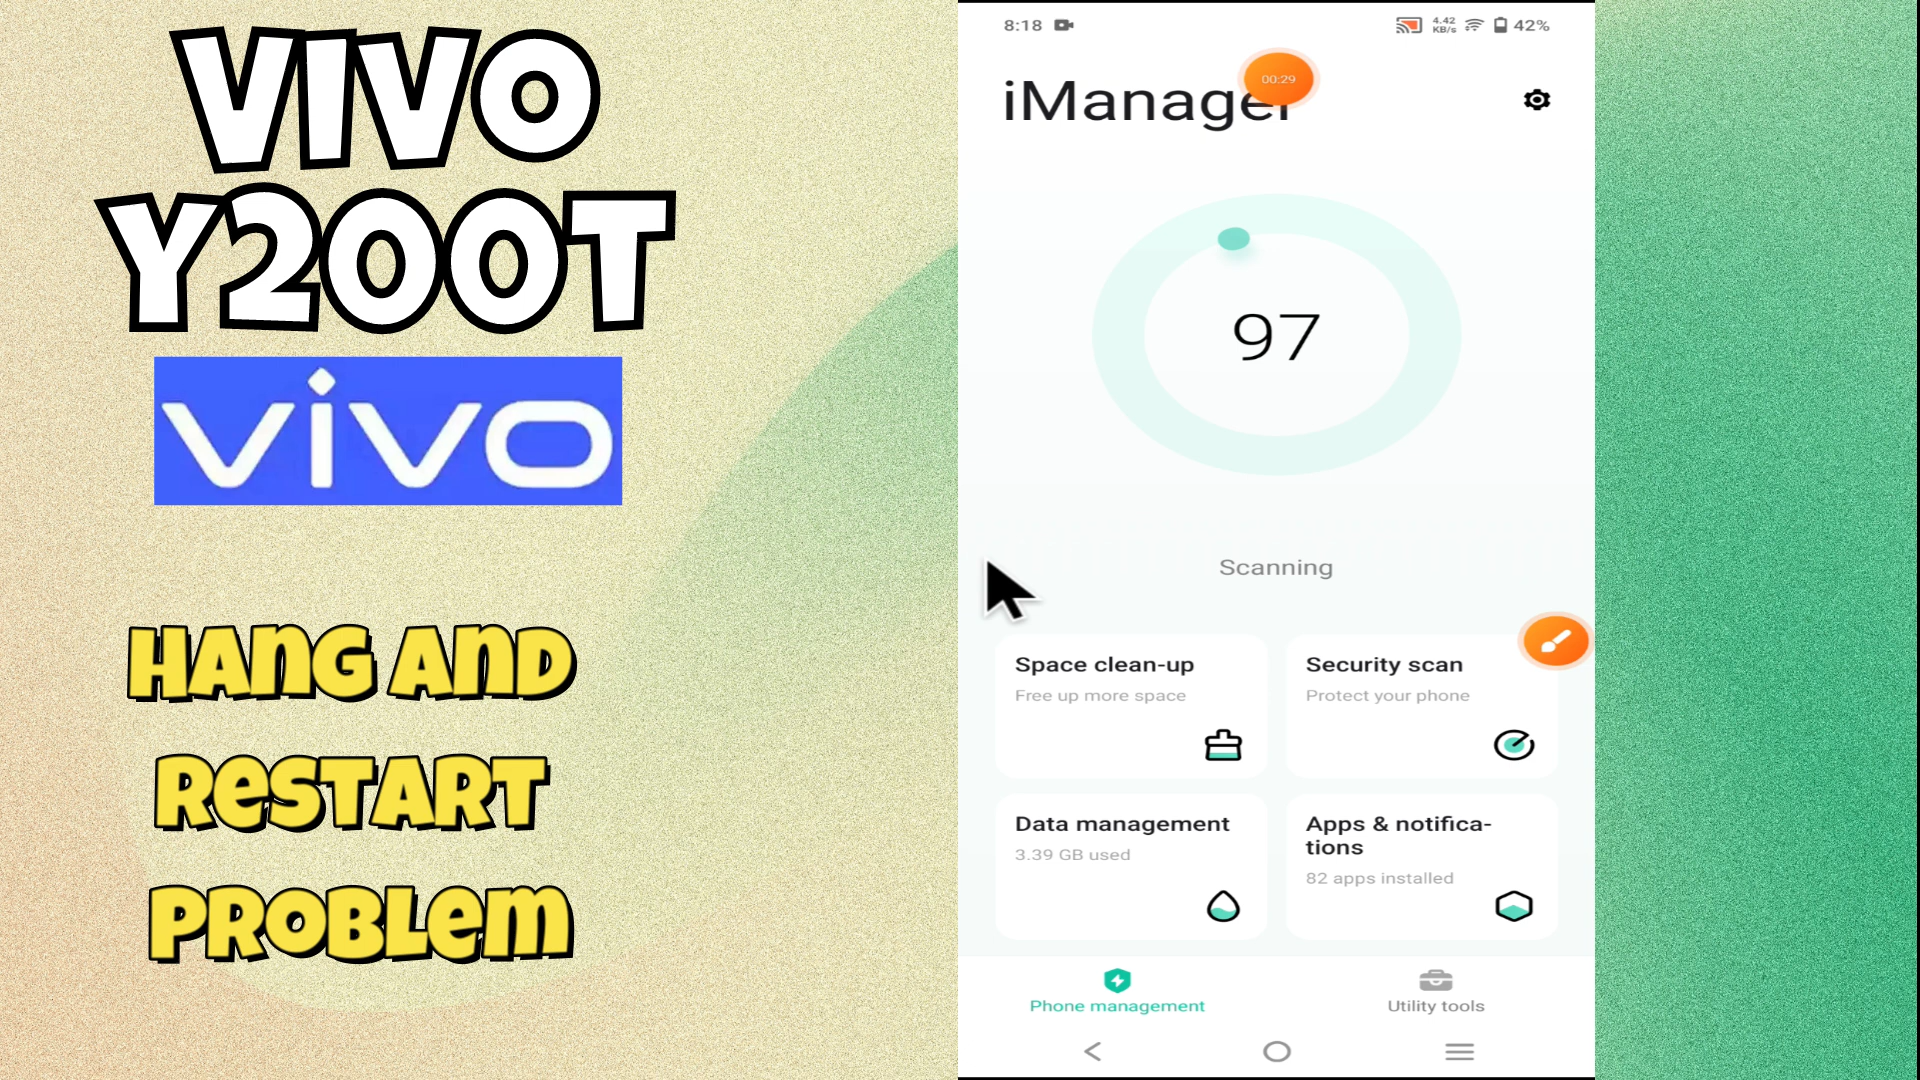 VIVO
Y200T
vivo
HANG AND
RESTART
PROBLEM
8:18
4.42
KB/s
42%
00:29
iManager
97
Scanning
Space clean-up
Free up more space
Security scan
Protect your phone
Data management
3.39 GB used
Apps & notifica-
tions
82 apps installed
Phone management
Utility tools